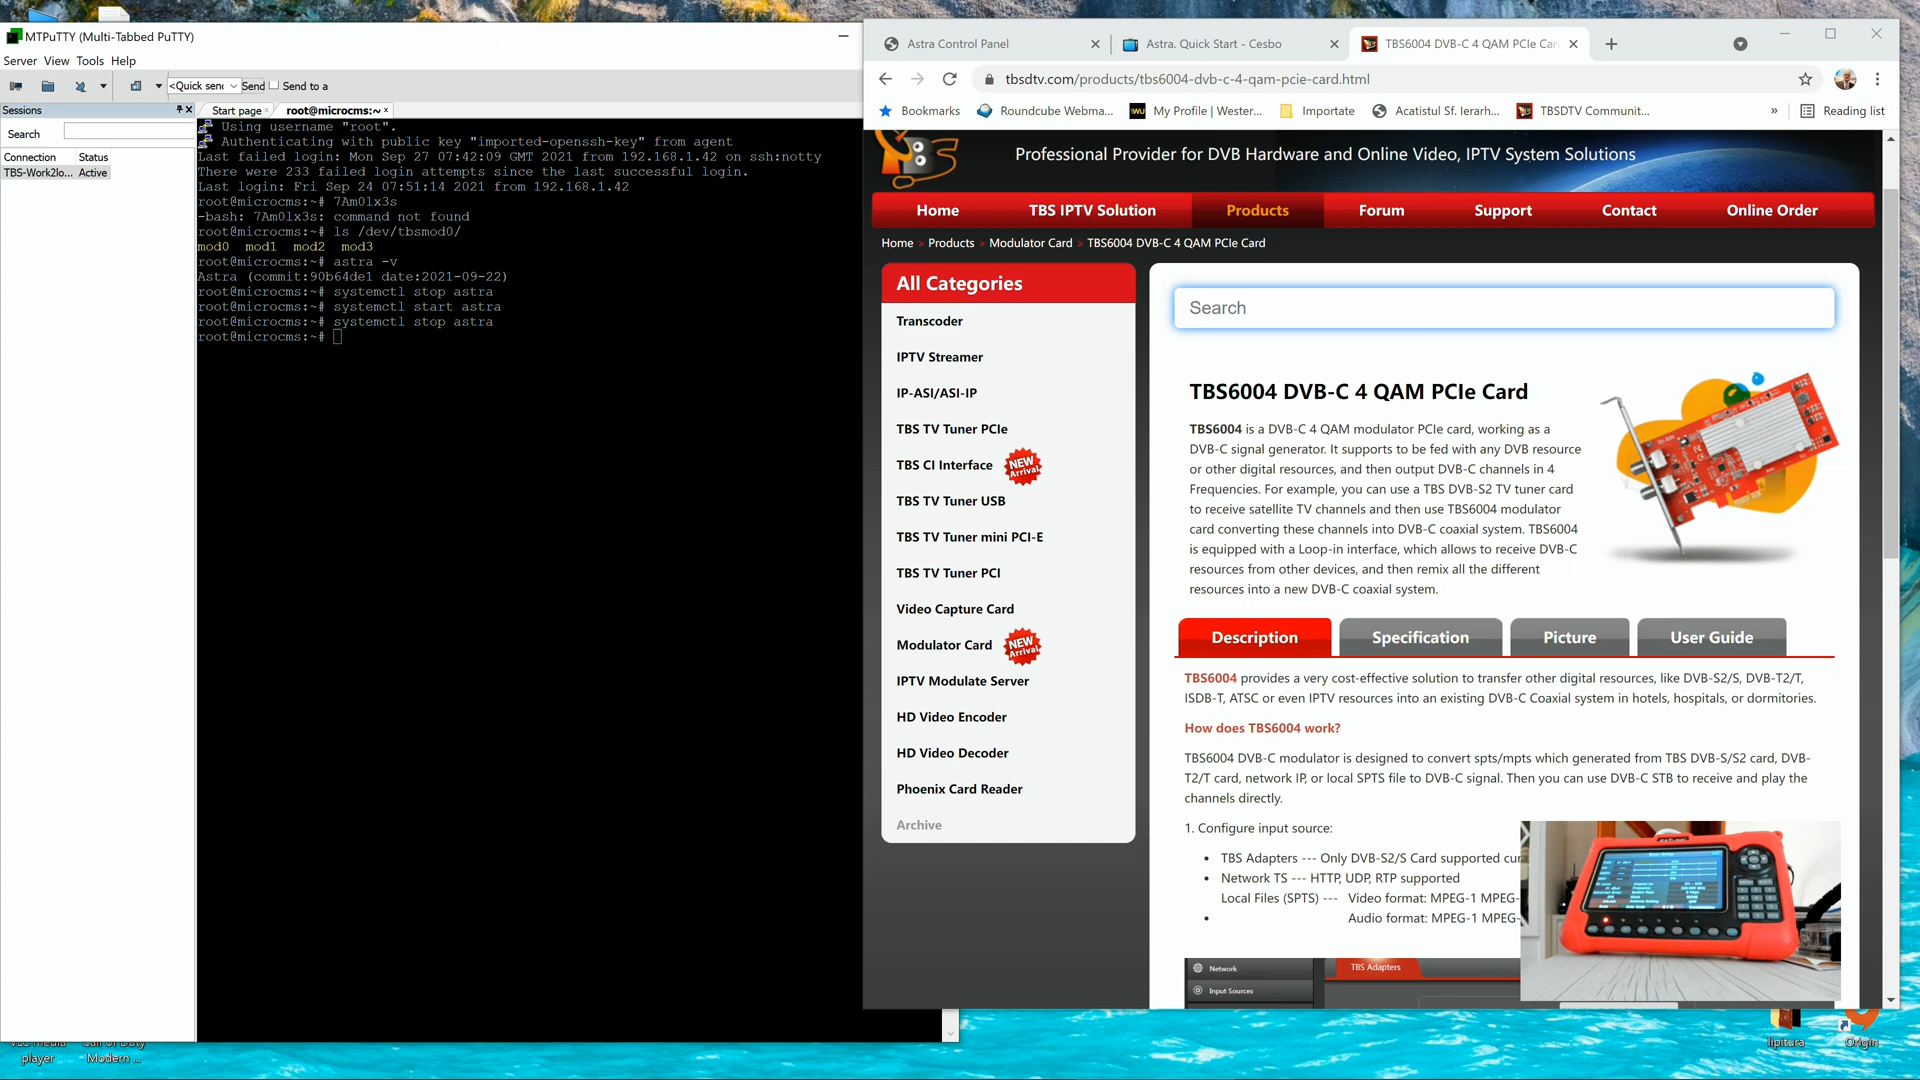 MTPuTTY (Multi-Tabbed PuTTY)
Server View Tools Help
<Quick send Send Send to a
Sessions
Search
Connection Status
TBS-Work2lo... Active
Start page
root@microcms:~
Using username "root".
Authenticating with public key "imported-openssh-key" from agent
Last failed login: Mon Sep 27 07:42:09 GMT 2021 from 192.168.1.42 on ssh:notty
There were 233 failed login attempts since the last successful login.
Last login: Fri Sep 24 07:51:14 2021 from 192.168.1.42
root@microcms:~# 7Am0lx3s
-bash: 7Am0lx3s: command not found
root@microcms:~# ls /dev/tbsmod0/
mod0 mod1 mod2 mod3
root@microcms:~# astra -v
Astra (commit:90b64de1 date:2021-09-22)
root@microcms:~# systemctl stop astra
root@microcms:~# systemctl start astra
root@microcms:~# systemctl stop astra
root@microcms:~#
Astra Control Panel
Astra. Quick Start - Cesbo
TBS6004 DVB-C 4 QAM PCIe Car
tbsdtv.com/products/tbs6004-dvb-c-4-qam-pcie-card.html
Bookmarks
Roundcube Webma...
My Profile | Wester...
Importate
Acatistul Sf. Ierarh...
TBSDTV Communit...
»
Reading list
Professional Provider for DVB Hardware and Online Video, IPTV System Solutions
Home
TBS IPTV Solution
Products
Forum
Support
Contact
Online Order
Home > Products > Modulator Card > TBS6004 DVB-C 4 QAM PCIe Card
All Categories
Transcoder
IPTV Streamer
IP-ASI/ASI-IP
TBS TV Tuner PCIe
TBS CI Interface NEW Arrival
TBS TV Tuner USB
TBS TV Tuner mini PCI-E
TBS TV Tuner PCI
Video Capture Card
Modulator Card NEW Arrival
IPTV Modulate Server
HD Video Encoder
HD Video Decoder
Phoenix Card Reader
Archive
Search
TBS6004 DVB-C 4 QAM PCIe Card
TBS6004 is a DVB-C 4 QAM modulator PCIe card, working as a
DVB-C signal generator. It supports to be fed with any DVB resource
or other digital resources, and then output DVB-C channels in 4
Frequencies. For example, you can use a TBS DVB-S2 TV tuner card
to receive satellite TV channels and then use TBS6004 modulator
card converting these channels into DVB-C coaxial system. TBS6004
is equipped with a Loop-in interface, which allows to receive DVB-C
resources from other devices, and then remix all the different
resources into a new DVB-C coaxial system.
Description
Specification
Picture
User Guide
TBS6004 provides a very cost-effective solution to transfer other digital resources, like DVB-S2/S, DVB-T2/T,
ISDB-T, ATSC or even IPTV resources into an existing DVB-C Coaxial system in hotels, hospitals, or dormitories.
How does TBS6004 work?
TBS6004 DVB-C modulator is designed to convert spts/mpts which generated from TBS DVB-S/S2 card, DVB-
T2/T card, network IP, or local SPTS file to DVB-C signal. Then you can use DVB-C STB to receive and play the
channels directly.
1. Configure input source:
• TBS Adapters --- Only DVB-S2/S Card supported cur
• Network TS --- HTTP, UDP, RTP supported
Local Files (SPTS) --- Video format: MPEG-1 MPEG-
• Audio format: MPEG-1 MPEG-
Network
Input Sources
TBS Adapters
player
Modern ...
lipitura
Origin